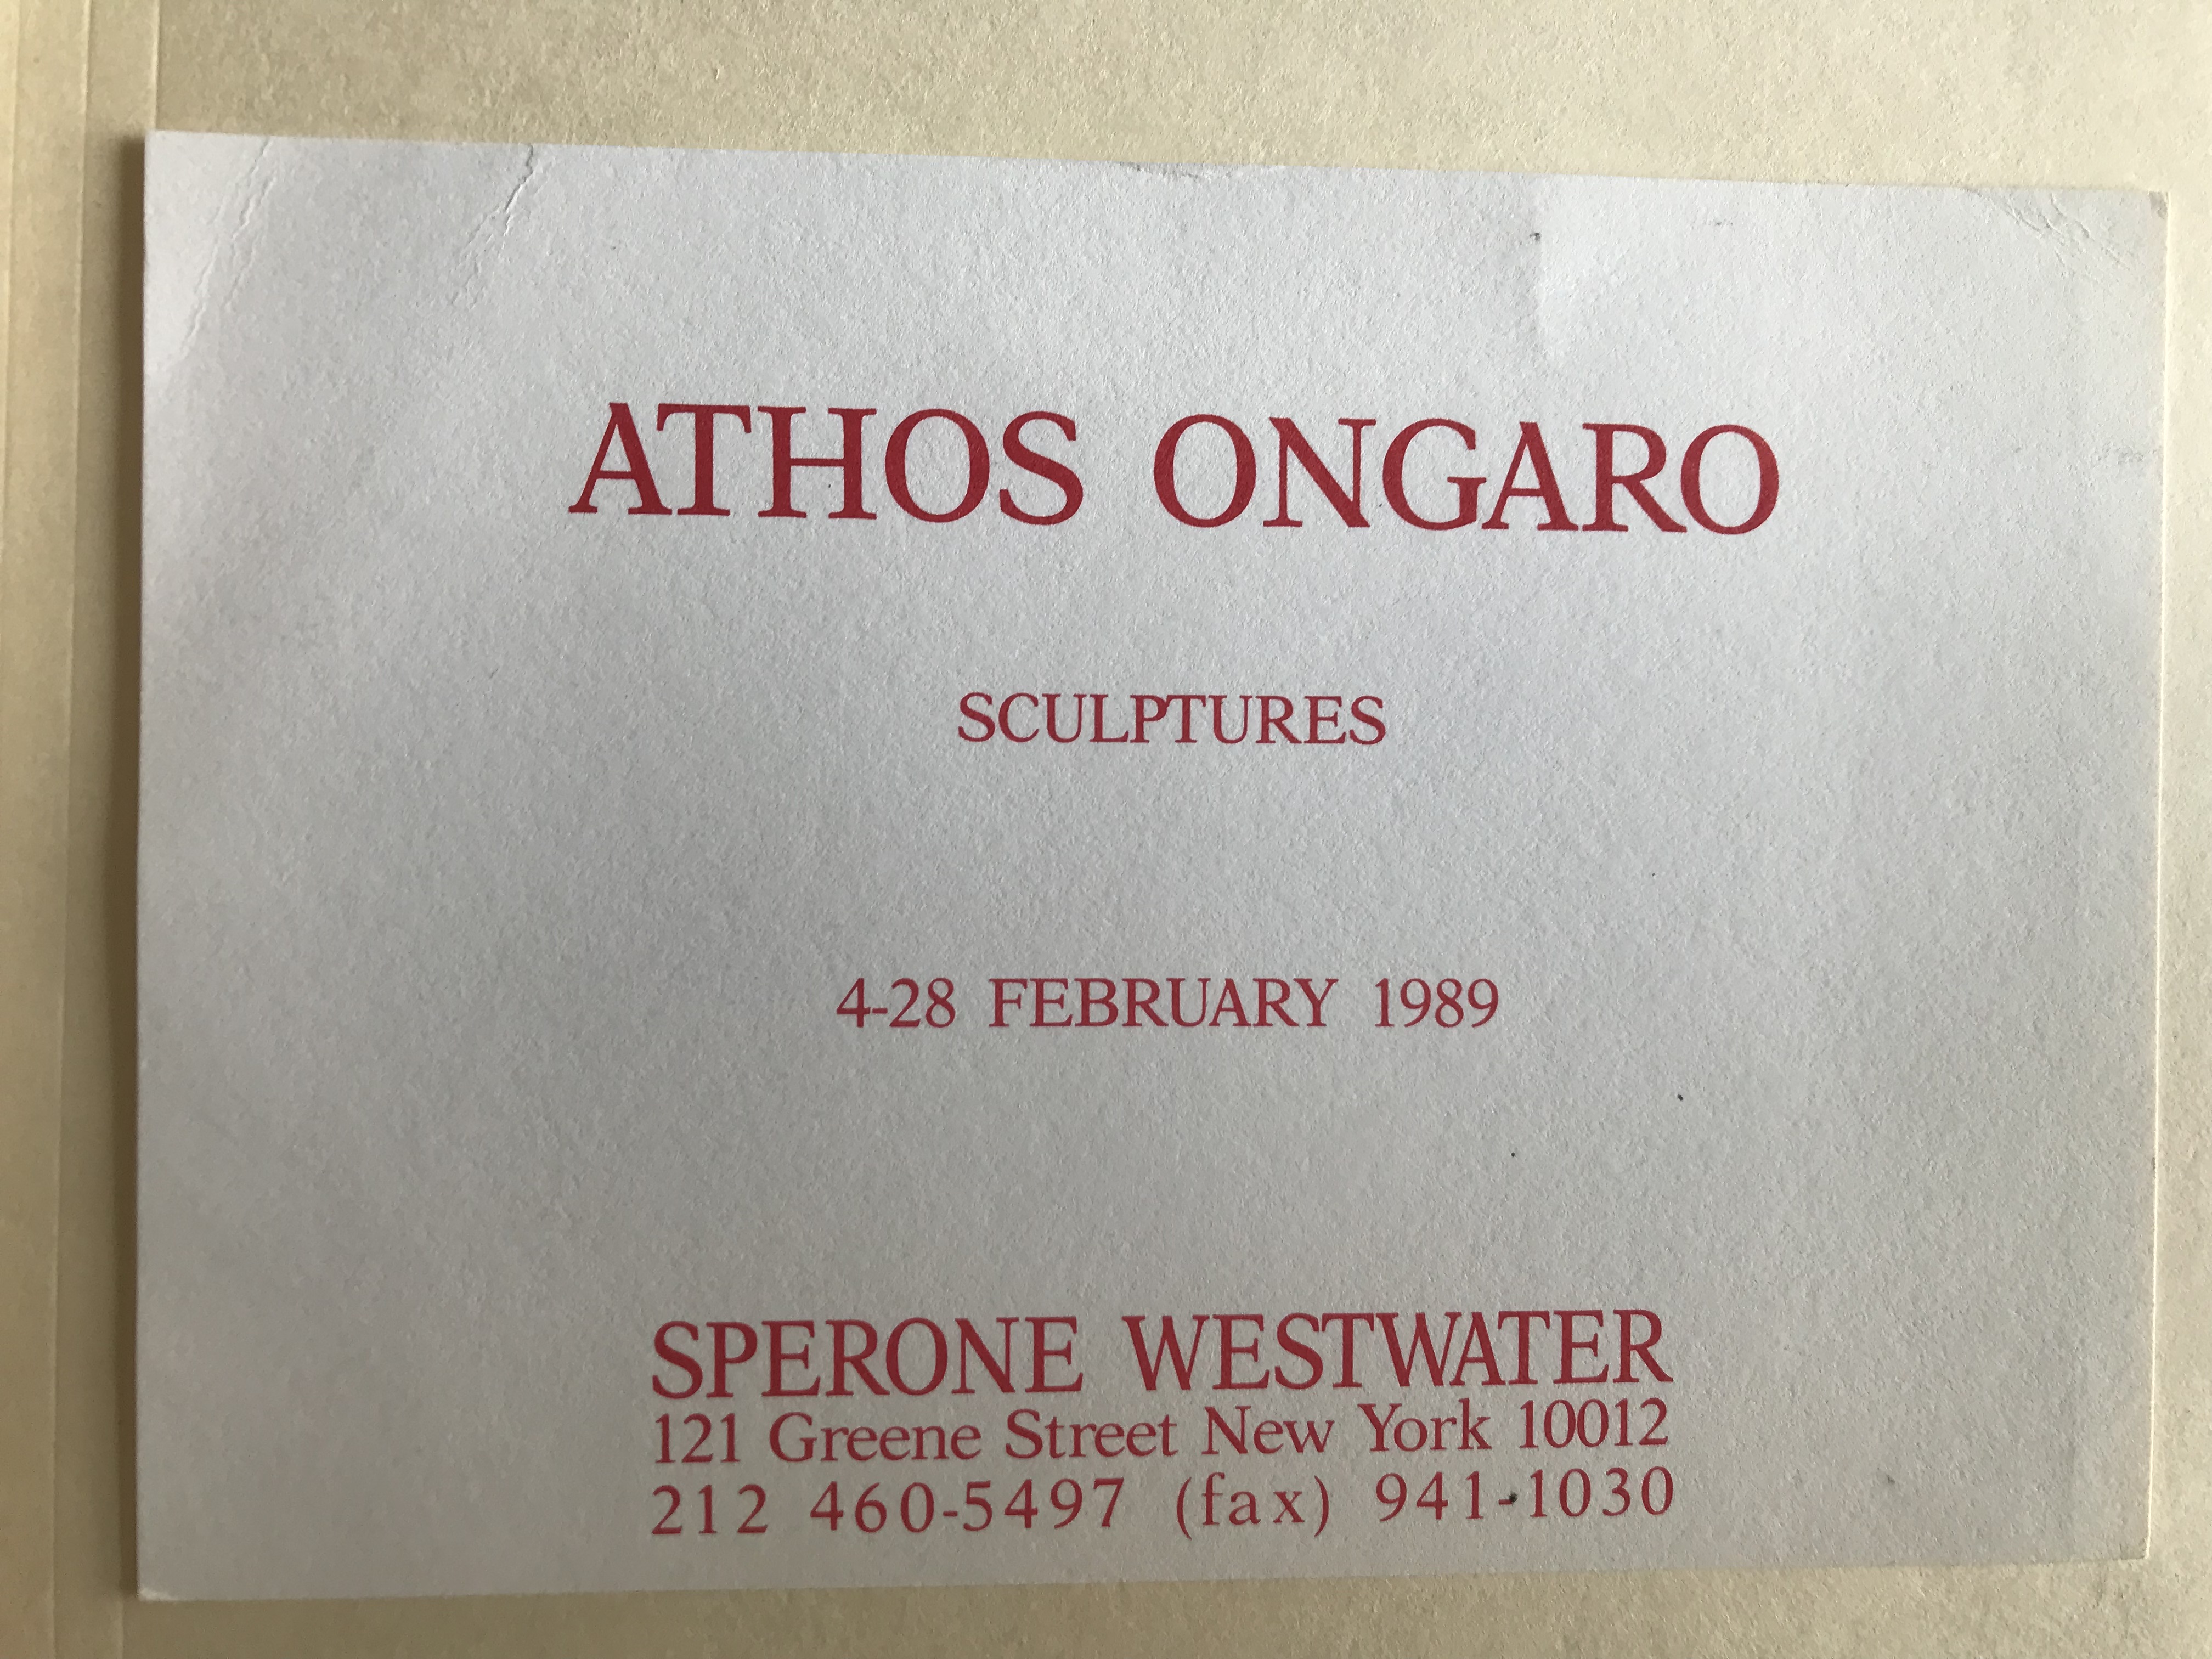 ATHOS ONGARO
SCULPTURES
4-28 FEBRUARY 1989
SPERONE WESTWATER
121 Greene Street New York 10012
212 460-5497 (fax) 941-1030